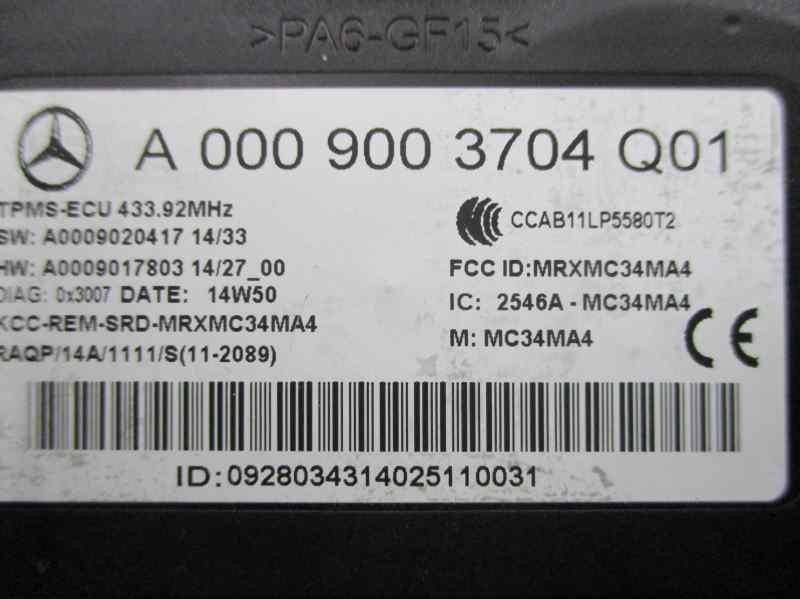 >PA6-GF15<
A 000 900 3704 Q01
TPMS-ECU 433.92MHz
SW: A0009020417 14/33
HW: A0009017803 14/27_00
DIAG: 0x3007 DATE: 14W50
KCC-REM-SRD-MRXMC34MA4
RAQP/14A/1111/S(11-2089)
CCAB11LP5580T2
FCC ID:MRXMC34MA4
IC: 2546A - MC34MA4
M: MC34MA4
CE
ID:0928034314025110031